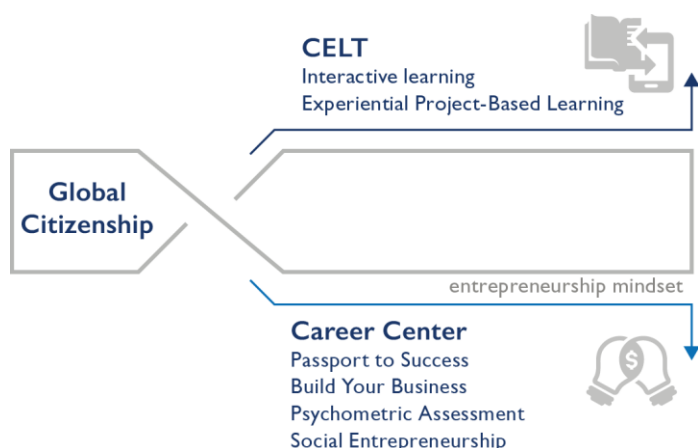 CELT
Interactive learning
Experiential Project-Based Learning
Global
Citizenship
entrepreneurship mindset
Career Center
Passport to Success
Build Your Business
Psychometric Assessment
Social Entrepreneurship
$